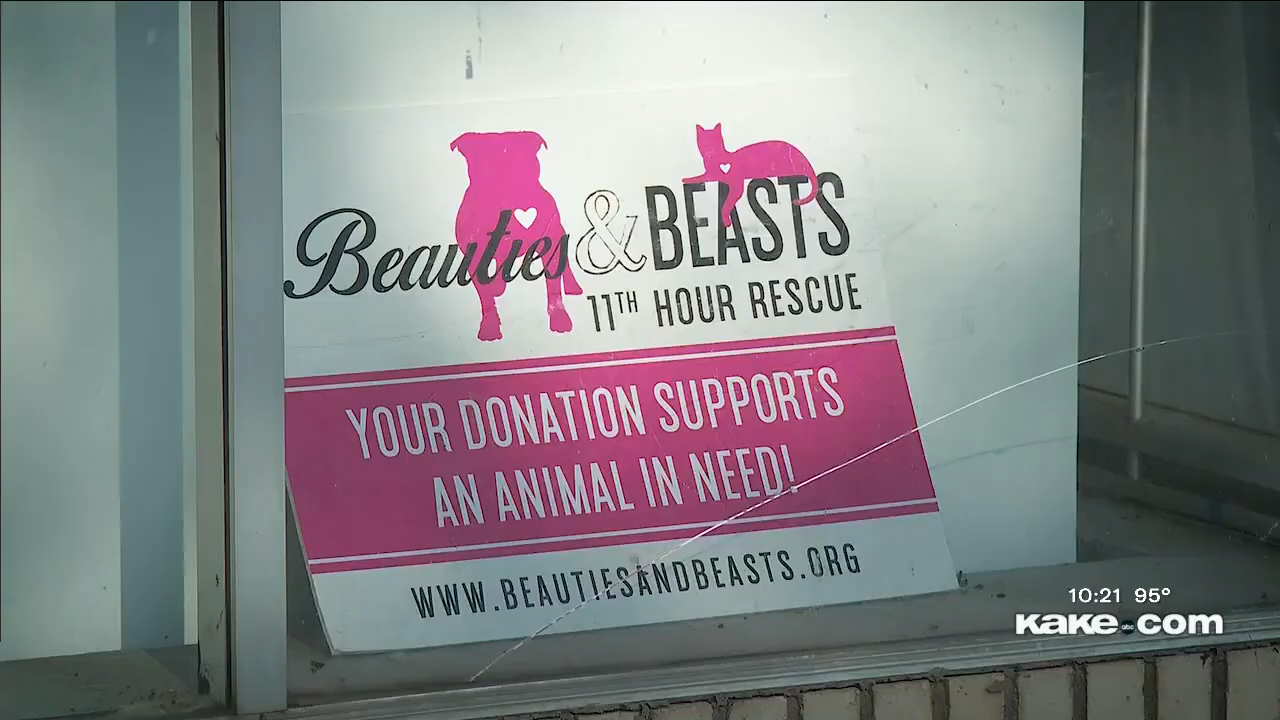 Beauties & BEASTS
11TH HOUR RESCUE
YOUR DONATION SUPPORTS
AN ANIMAL IN NEED!
WWW.BEAUTIESANDBEASTS.ORG
10:21 95°
KAKE abc .com